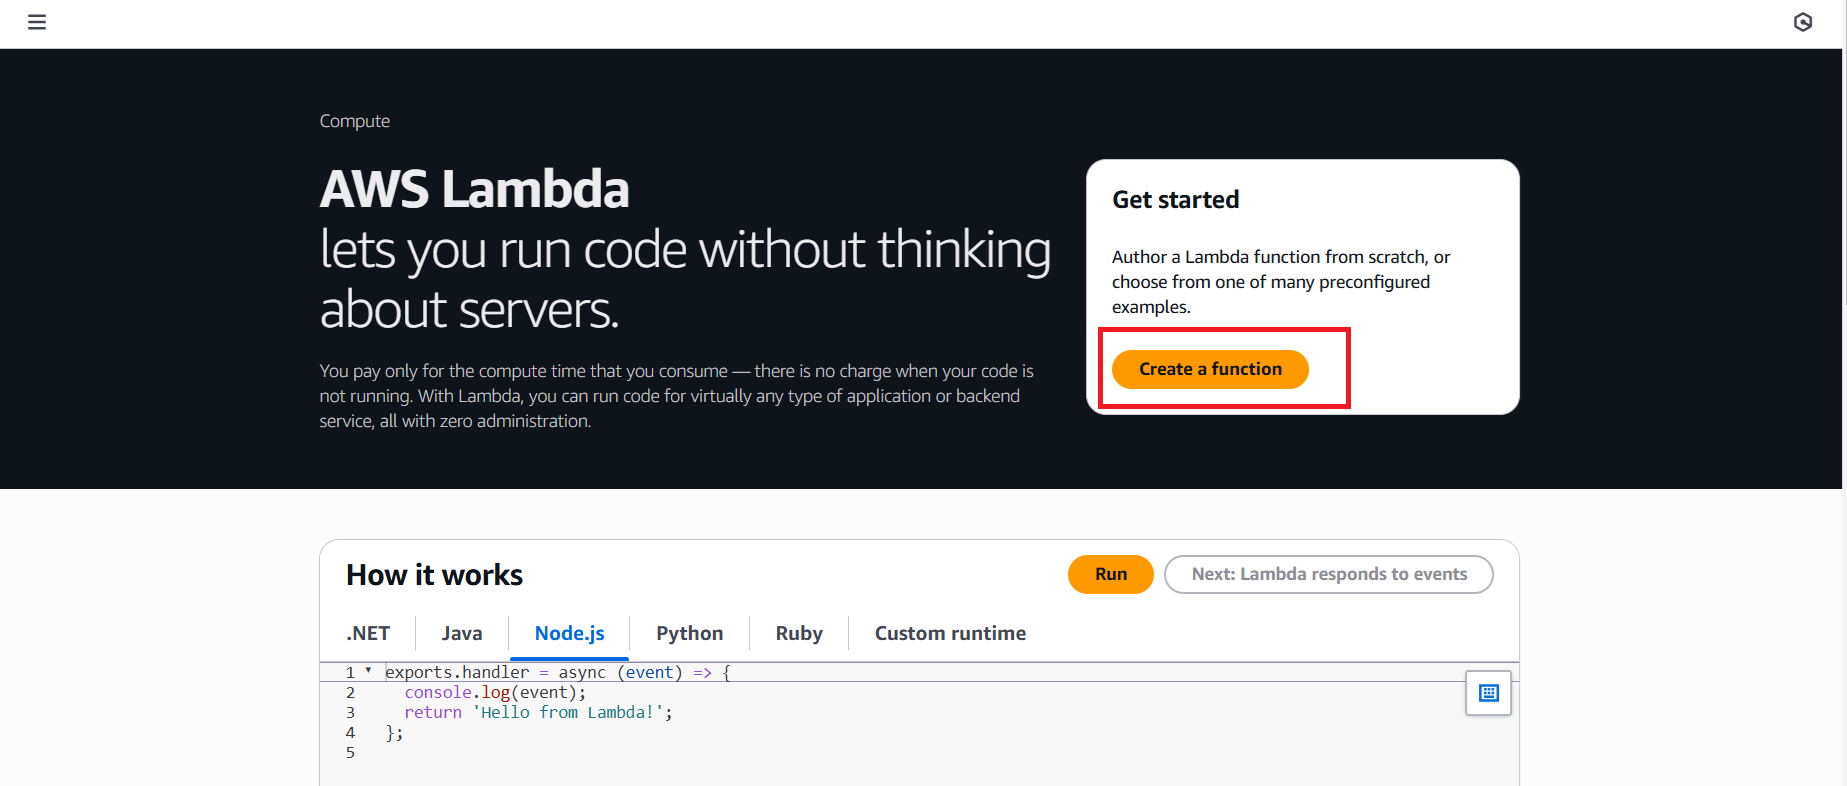 Compute
AWS Lambda
lets you run code without thinking
about servers.
You pay only for the compute time that you consume — there is no charge when your code is
not running. With Lambda, you can run code for virtually any type of application or backend
service, all with zero administration.
Get started
Author a Lambda function from scratch, or
choose from one of many preconfigured
examples.
Create a function
How it works
Run
Next: Lambda responds to events
.NET
Java
Node.js
Python
Ruby
Custom runtime
1 exports.handler = async (event) => {
2 console.log(event);
3 return 'Hello from Lambda!';
4 };
5